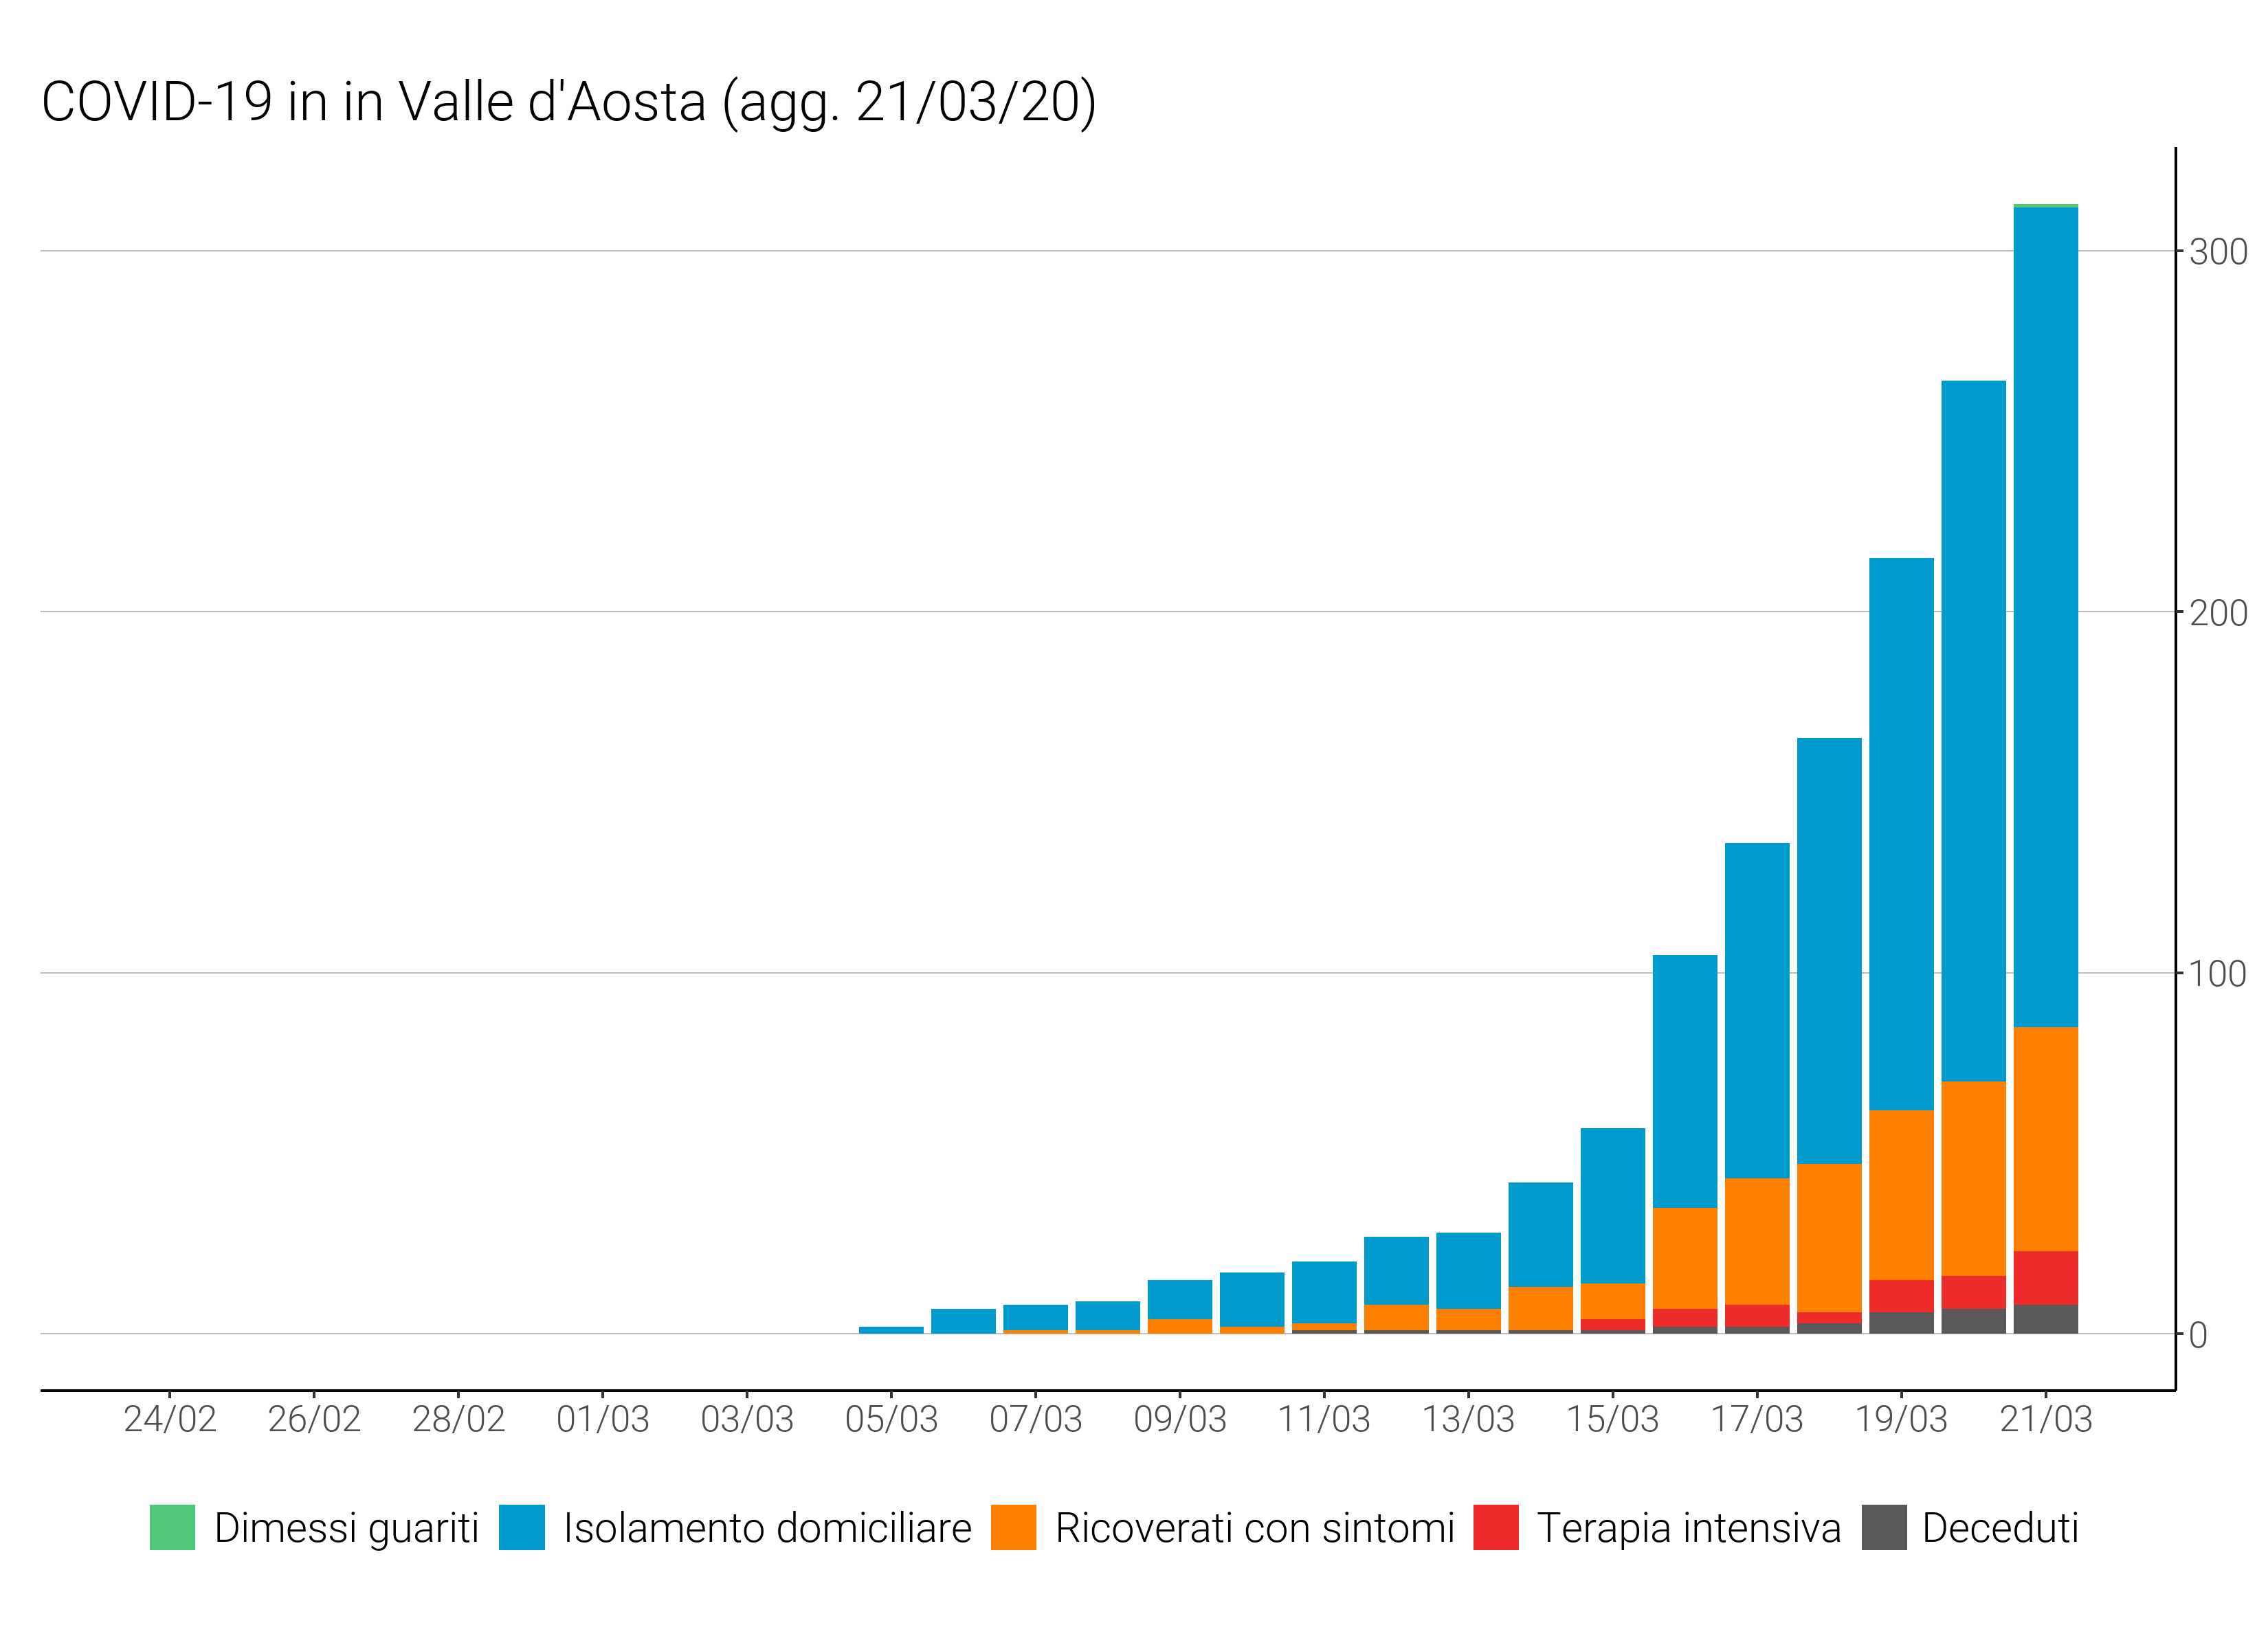 COVID-19 in in Valle d'Aosta (agg. 21/03/20)
300
200
100
0
24/02 26/02 28/02 01/03 03/03 05/03 07/03 09/03 11/03 13/03 15/03 17/03 19/03 21/03
Dimessi guariti Isolamento domiciliare Ricoverati con sintomi Terapia intensiva Deceduti